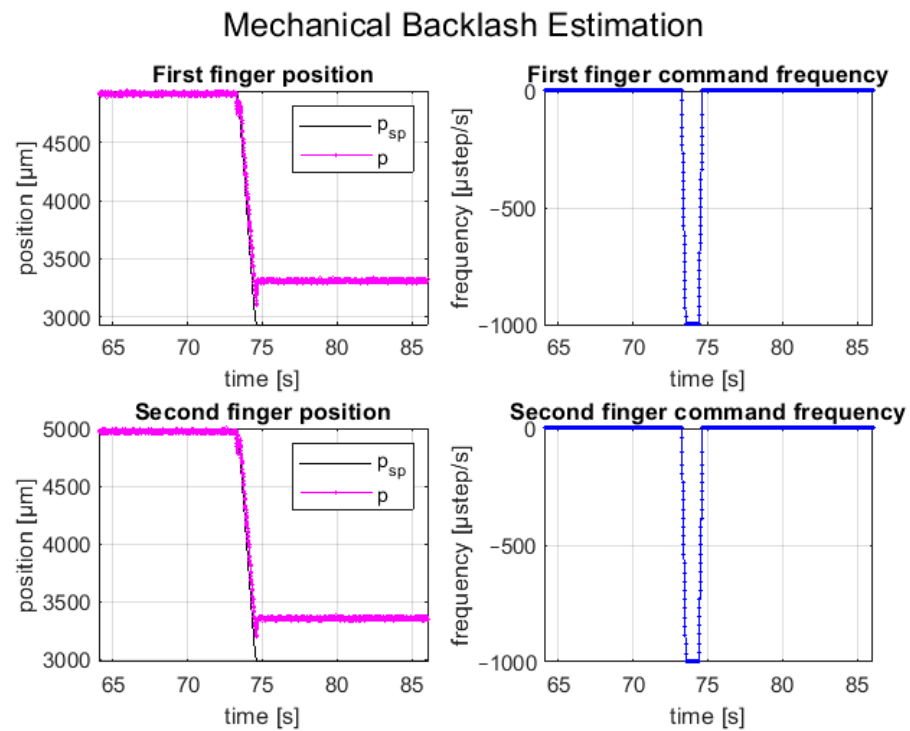 Mechanical Backlash Estimation
First finger position
position [µm]
4500
4000
3500
3000
p_sp
p
65
70
75
80
85
time [s]
First finger command frequency
frequency [µstep/s]
0
−500
−1000
65
70
75
80
85
time [s]
Second finger position
position [µm]
5000
4500
4000
3500
3000
p_sp
p
65
70
75
80
85
time [s]
Second finger command frequency
frequency [µstep/s]
0
−500
−1000
65
70
75
80
85
time [s]